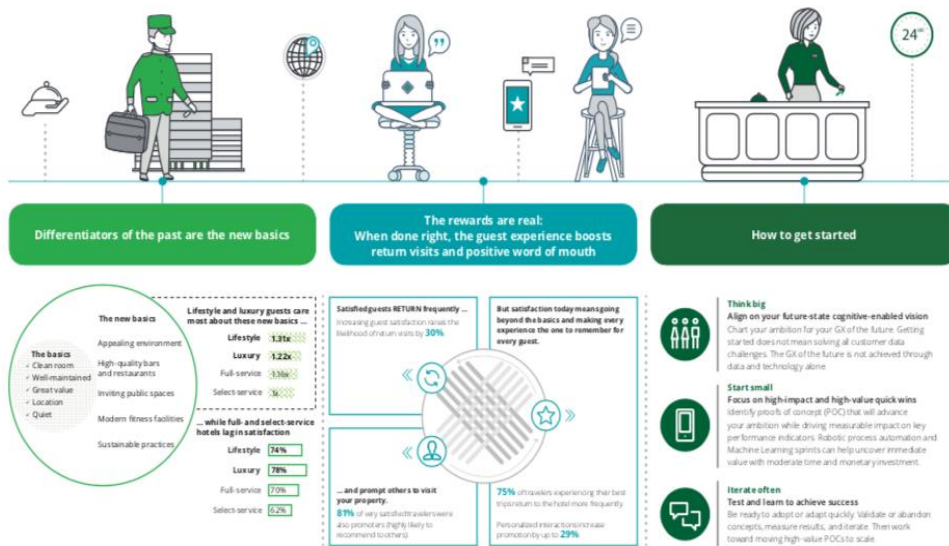 24
Differentiators of the past are the new basics
The rewards are real:
When done right, the guest experience boosts
return visits and positive word of mouth
How to get started
The new basics
Appealing environment
High-quality bars
and restaurants
Inviting public spaces
Modern fitness facilities
Sustainable practices
The basics
✓ Clean room
✓ Well-maintained
✓ Great value
✓ Location
✓ Quiet
Lifestyle and luxury guests care
most about these new basics ...
Lifestyle 1.31x
Luxury 1.22x
Full-service
Select-service 1x
... while full- and select-service
hotels lag in satisfaction
Lifestyle 74%
Luxury 78%
Full-service 70%
Select-service 62%
Satisfied guests RETURN frequently ...
Increasing guest satisfaction raises the
likelihood of return visits by 30%
But satisfaction today means going
beyond the basics and making every
experience the one to remember for
every guest.
... and prompt others to visit
your property.
81% of very satisfied travelers were
also promoters (highly likely to
recommend to others)
75% of travelers experiencing their best
trips return to the hotel more frequently
Personalized interactions increase
promotion by up to 29%
Think big
Align on your future-state cognitive-enabled vision
Chart your ambition for your GX of the future. Getting
started does not mean solving all customer data
challenges. The GX of the future is not achieved through
data and technology alone
Start small
Focus on high-impact and high-value quick wins
Identify proofs of concept (POC) that will advance
your ambition while driving measurable impact on key
performance indicators. Robotic process automation and
Machine Learning sprints can help uncover immediate
value with moderate time and monetary investment.
Iterate often
Test and learn to achieve success
Be ready to adopt or adapt quickly. Validate or abandon
concepts, measure results, and iterate. Then work
toward moving high-value POCs to scale